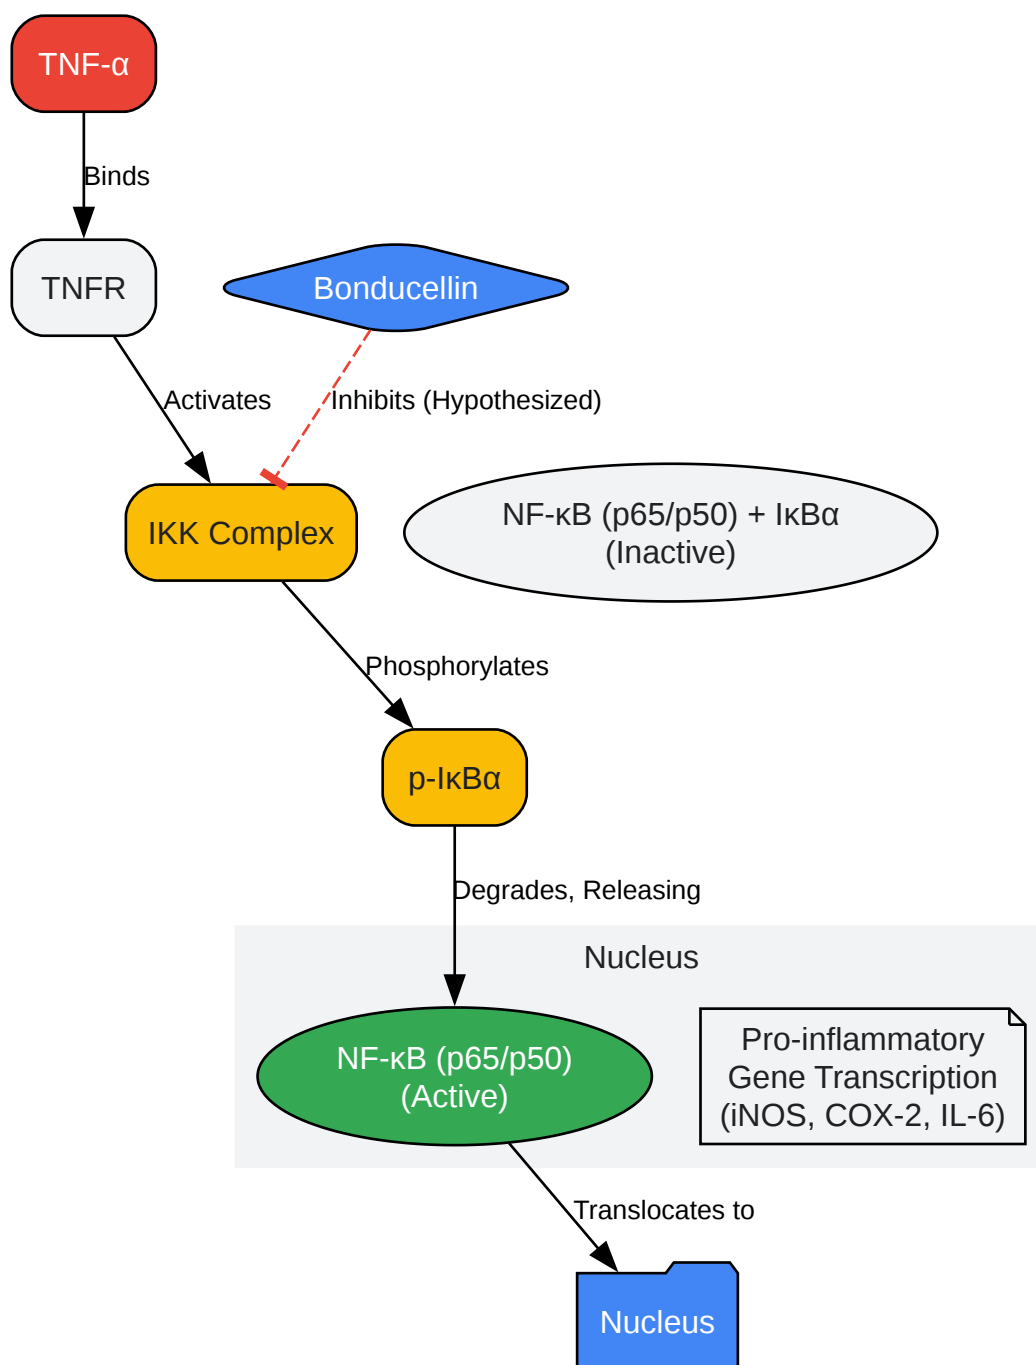 TNF-α
Binds
TNFR
Bonducellin
Activates
Inhibits (Hypothesized)
IKK Complex
NF-κB (p65/p50) + IκBα
(Inactive)
Phosphorylates
p-IκBα
Degrades, Releasing
Nucleus
NF-κB (p65/p50)
(Active)
Pro-inflammatory
Gene Transcription
(iNOS, COX-2, IL-6)
Translocates to
Nucleus